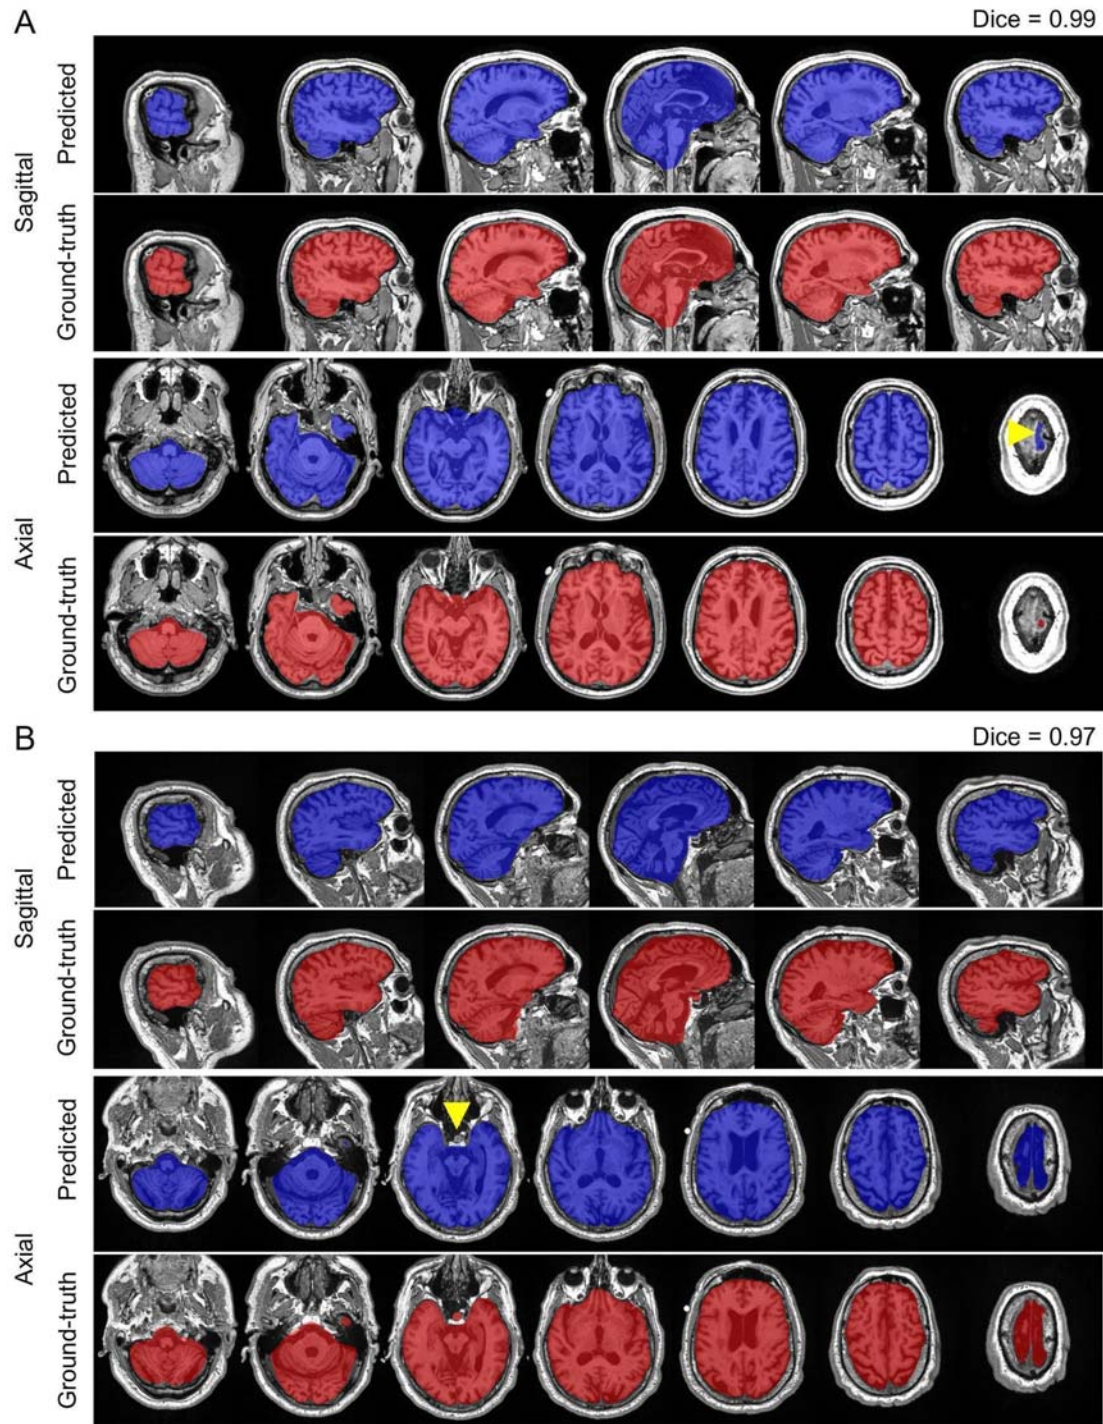 A
Dice = 0.99
Sagittal
Predicted
Ground-truth
Axial
Predicted
Ground-truth
B
Dice = 0.97
Sagittal
Predicted
Ground-truth
Axial
Predicted
Ground-truth